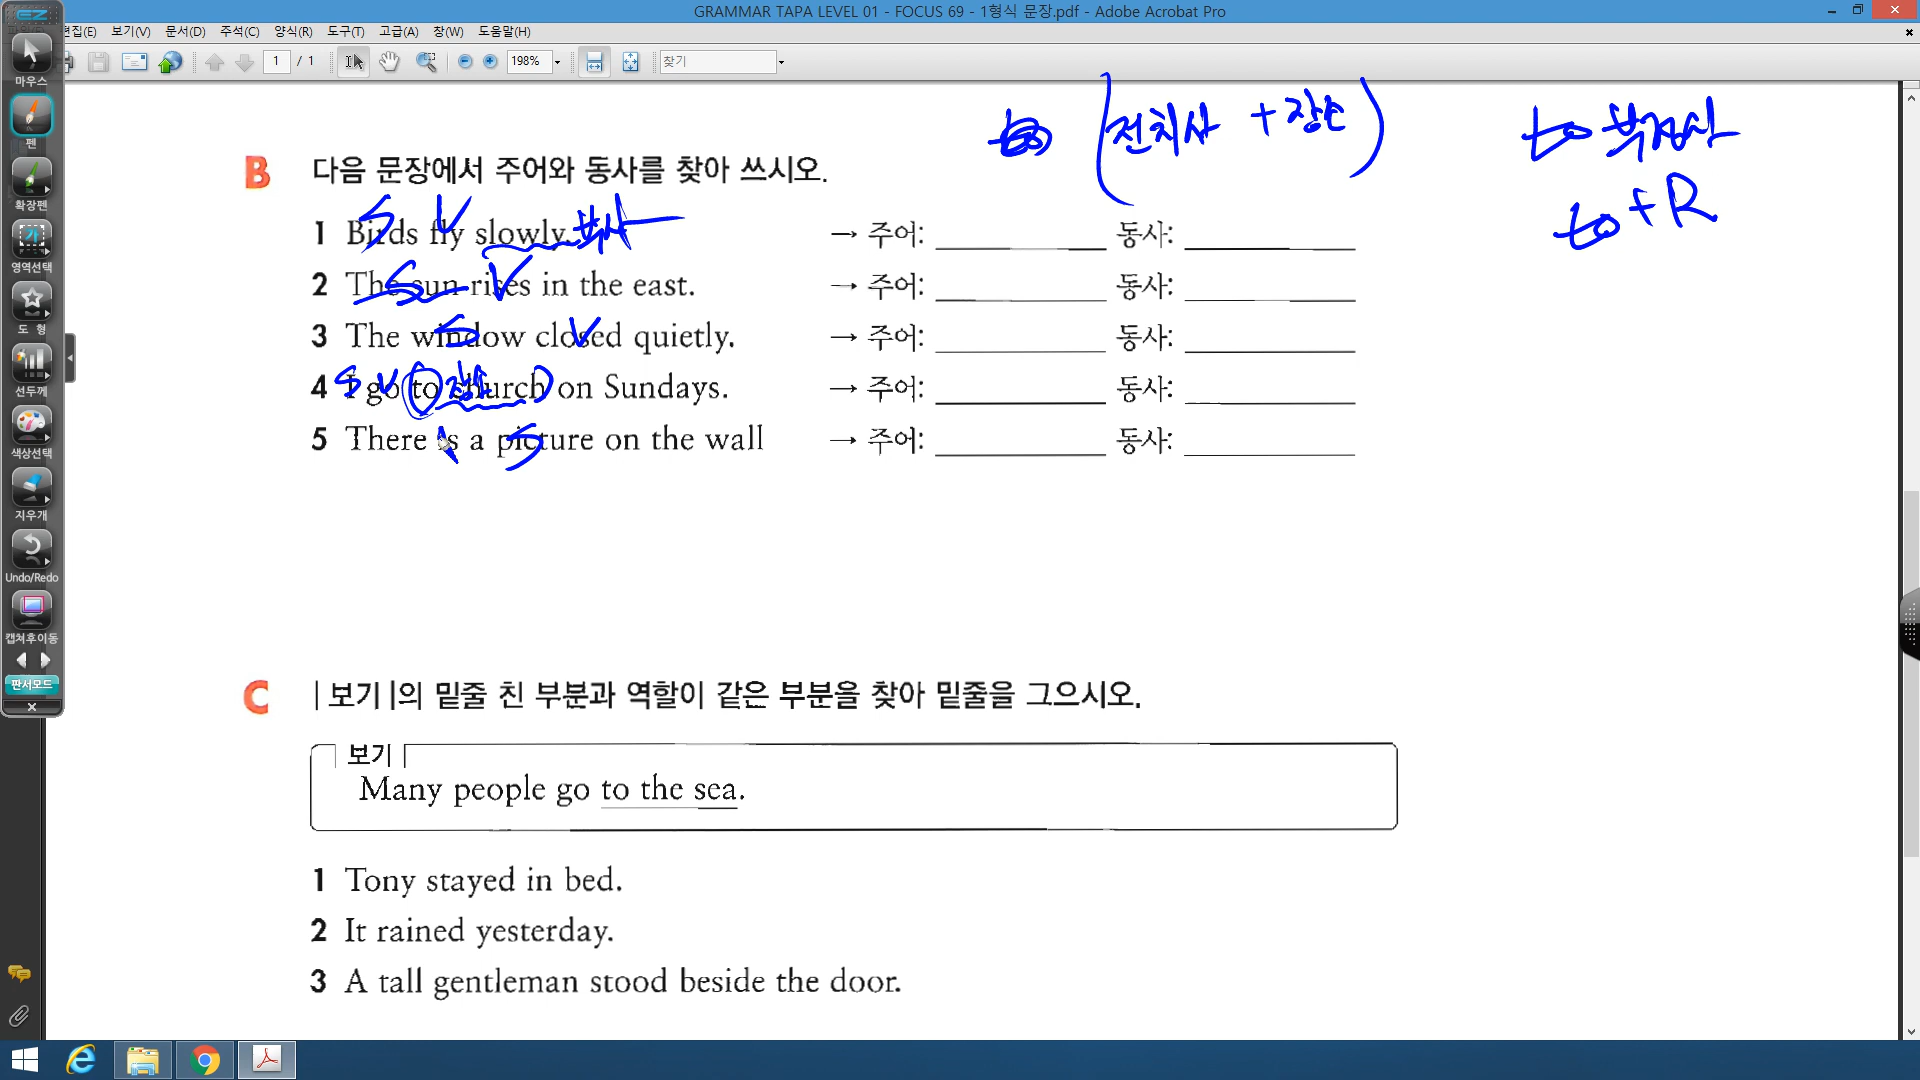 GRAMMAR TAPA LEVEL 01 - FOCUS 69 - 1형식 문장.pdf - Adobe Acrobat Pro
편집(E) 보기(V) 문서(D) 주석(C) 양식(R) 도구(T) 고급(A) 창(W) 도움말(H)
1 / 1 198% 찾기
마우스
펜
확장펜
영역선택
도 형
선두께
색상선택
지우개
Undo/Redo
캡쳐후이동
판서모드
(전치사 + 장소)
to 부정사
to + R
B 다음 문장에서 주어와 동사를 찾아 쓰시오.
S V 부사
1 Birds fly slowly. → 주어: 동사:
S V
2 The sun rises in the east. → 주어: 동사:
S V
3 The window closed quietly. → 주어: 동사:
S V 장소
4 I go to church on Sundays. → 주어: 동사:
S
5 There is a picture on the wall → 주어: 동사:
C |보기|의 밑줄 친 부분과 역할이 같은 부분을 찾아 밑줄을 그으시오.
보기
Many people go to the sea.
1 Tony stayed in bed.
2 It rained yesterday.
3 A tall gentleman stood beside the door.